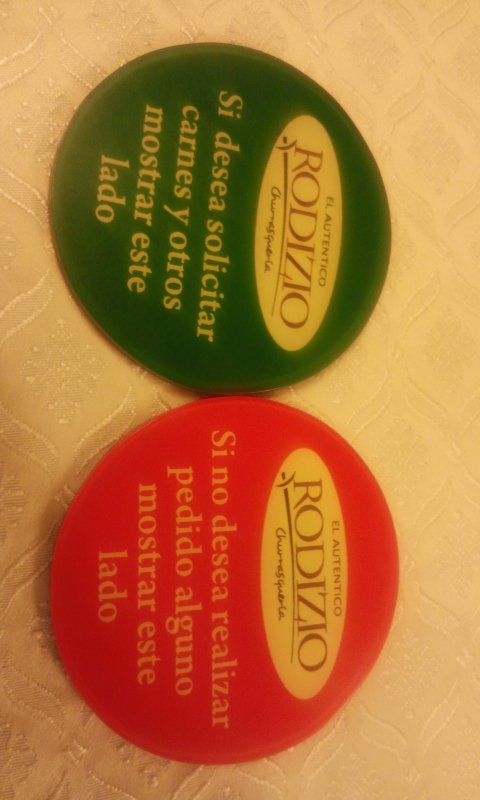 EL AUTENTICO
RODIZIO
Churrasquería
Si desea solicitar
carnes y otros
mostrar este
lado
EL AUTENTICO
RODIZIO
Churrasquería
Si no desea realizar
pedido alguno
mostrar este
lado